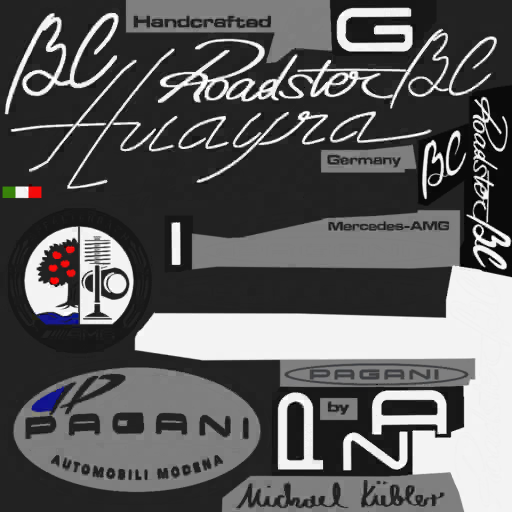 Handcrafted
G
BC
Roadster
BC
Huayra
Germany
BC
Roadster BC
Mercedes-AMG
I
PAGANI
PAGANI
AUTOMOBILI MODENA
by
P
Z
A
Michael Kübler